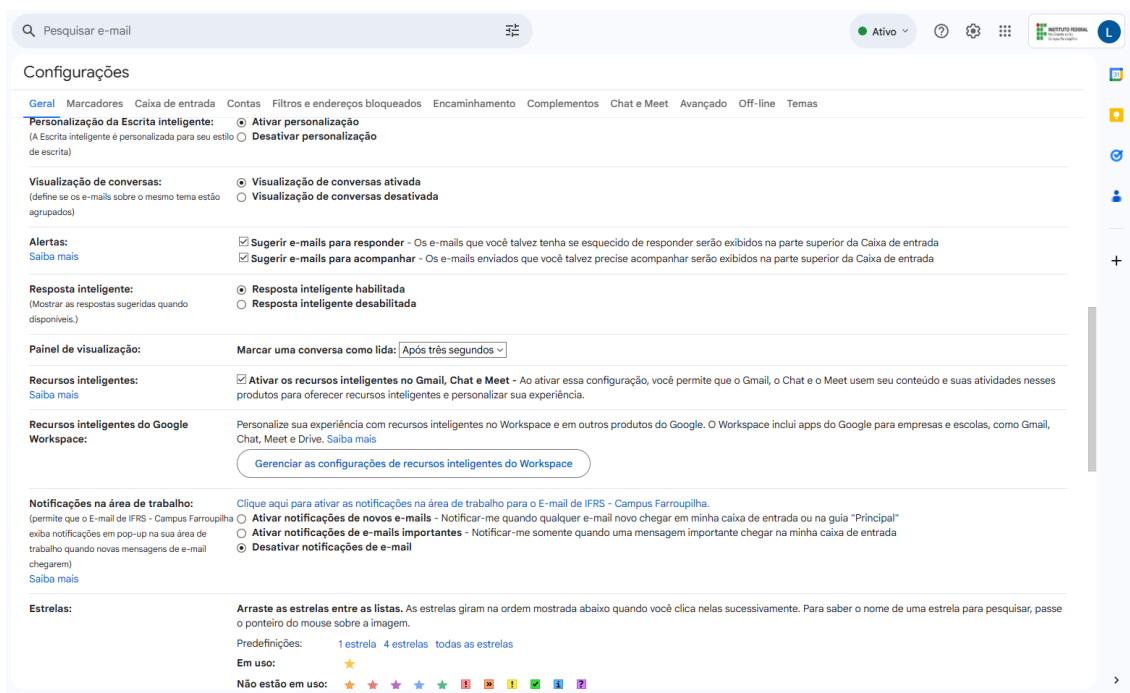 Pesquisar e-mail
Ativo
INSTITUTO FEDERAL
L
31
Configurações
Geral Marcadores Caixa de entrada Contas Filtros e endereços bloqueados Encaminhamento Complementos Chat e Meet Avançado Off-line Temas
Personalização da Escrita inteligente:
(A Escrita inteligente é personalizada para seu estilo
de escrita)
Ativar personalização
Desativar personalização
Visualização de conversas:
(define se os e-mails sobre o mesmo tema estão
agrupados)
Visualização de conversas ativada
Visualização de conversas desativada
Alertas:
Saiba mais
Sugerir e-mails para responder - Os e-mails que você talvez tenha se esquecido de responder serão exibidos na parte superior da Caixa de entrada
Sugerir e-mails para acompanhar - Os e-mails enviados que você talvez precise acompanhar serão exibidos na parte superior da Caixa de entrada
Resposta inteligente:
(Mostrar as respostas sugeridas quando
disponíveis.)
Resposta inteligente habilitada
Resposta inteligente desabilitada
Painel de visualização:
Marcar uma conversa como lida: Após três segundos
Recursos inteligentes:
Saiba mais
Ativar os recursos inteligentes no Gmail, Chat e Meet - Ao ativar essa configuração, você permite que o Gmail, o Chat e o Meet usem seu conteúdo e suas atividades nesses
produtos para oferecer recursos inteligentes e personalizar sua experiência.
Recursos inteligentes do Google
Workspace:
Personalize sua experiência com recursos inteligentes no Workspace e em outros produtos do Google. O Workspace inclui apps do Google para empresas e escolas, como Gmail,
Chat, Meet e Drive. Saiba mais
Gerenciar as configurações de recursos inteligentes do Workspace
Notificações na área de trabalho:
(permite que o E-mail de IFRS - Campus Farroupilha
exiba notificações em pop-up na sua área de
trabalho quando novas mensagens de e-mail
chegarem)
Saiba mais
Clique aqui para ativar as notificações na área de trabalho para o E-mail de IFRS - Campus Farroupilha.
Ativar notificações de novos e-mails - Notificar-me quando qualquer e-mail novo chegar em minha caixa de entrada ou na guia "Principal"
Ativar notificações de e-mails importantes - Notificar-me somente quando uma mensagem importante chegar na minha caixa de entrada
Desativar notificações de e-mail
Estrelas:
Arraste as estrelas entre as listas. As estrelas giram na ordem mostrada abaixo quando você clica nelas sucessivamente. Para saber o nome de uma estrela para pesquisar, passe
o ponteiro do mouse sobre a imagem.
Predefinições: 1 estrela 4 estrelas todas as estrelas
Em uso:
Não estão em uso: ! » ! i ?